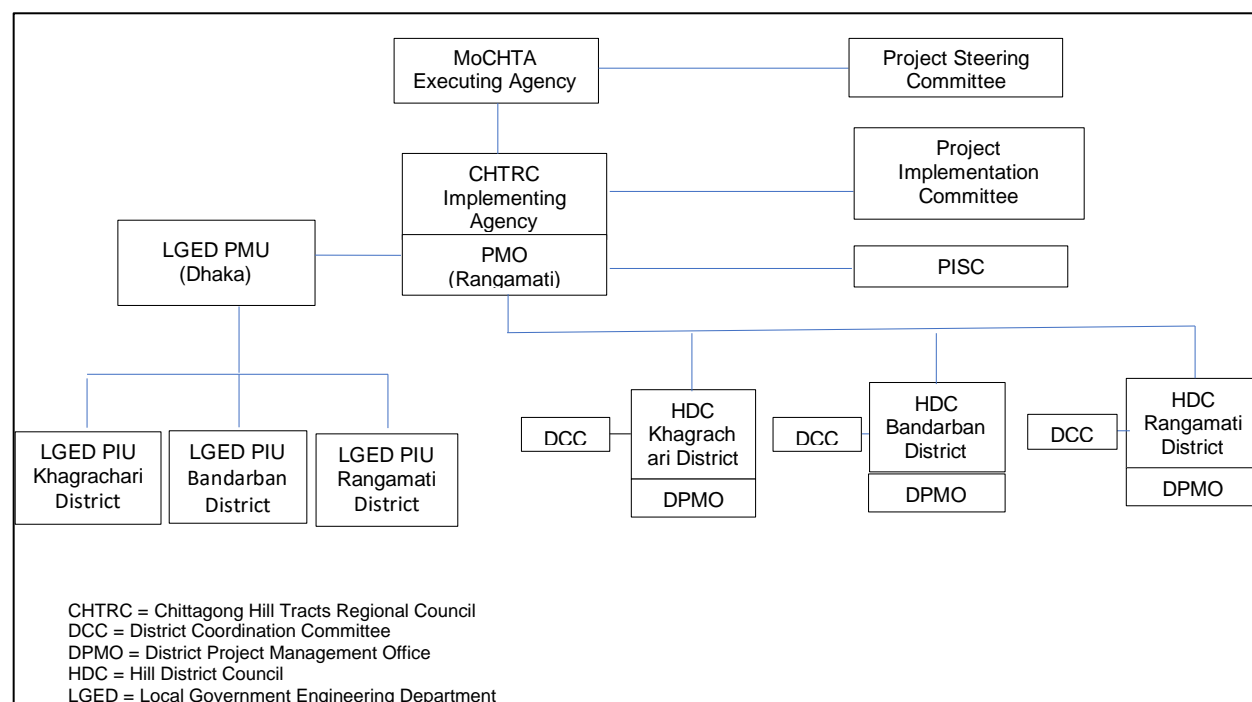 MoCHTA
Executing Agency
Project Steering
Committee
CHTRC
Implementing
Agency
Project
Implementation
Committee
LGED PMU
(Dhaka)
PMO
(Rangamati)
PISC
DCC
HDC
Khagrach
ari District
DPMO
DCC
HDC
Bandarban
District
DPMO
DCC
HDC
Rangamati
District
DPMO
LGED PIU
Khagrachari
District
LGED PIU
Bandarban
District
LGED PIU
Rangamati
District
CHTRC = Chittagong Hill Tracts Regional Council
DCC = District Coordination Committee
DPMO = District Project Management Office
HDC = Hill District Council
LGED = Local Government Engineering Department